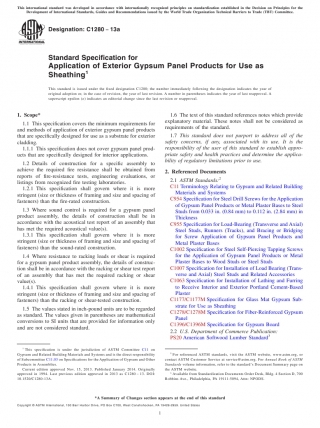 This international standard was developed in accordance with internationally recognized principles on standardization established in the Decision on Principles for the
Development of International Standards, Guides and Recommendations issued by the World Trade Organization Technical Barriers to Trade (TBT) Committee.
Designation: C1280 − 13a
INTERNATIONAL
Standard Specification for
Application of Exterior Gypsum Panel Products for Use as
Sheathing1
This standard is issued under the fixed designation C1280; the number immediately following the designation indicates the year of
original adoption or, in the case of revision, the year of last revision. A number in parentheses indicates the year of last reapproval. A
superscript epsilon (ε) indicates an editorial change since the last revision or reapproval.
1. Scope*
1.1 This specification covers the minimum requirements for
and methods of application of exterior gypsum panel products
that are specifically designed for use as a substrate for exterior
cladding.
1.1.1 This specification does not cover gypsum panel prod-
ucts that are specifically designed for interior applications.
1.2 Details of construction for a specific assembly to
achieve the required fire resistance shall be obtained from
reports of fire-resistance tests, engineering evaluations, or
listings from recognized fire testing laboratories.
1.2.1 This specification shall govern where it is more
stringent (size or thickness of framing and size and spacing of
fasteners) than the fire-rated construction.
1.3 Where sound control is required for a gypsum panel
product assembly, the details of construction shall be in
accordance with the acoustical test report of an assembly that
has met the required acoustical value(s).
1.3.1 This specification shall govern where it is more
stringent (size or thickness of framing and size and spacing of
fasteners) than the sound-rated construction.
1.4 Where resistance to racking loads or shear is required
for a gypsum panel product assembly, the details of construc-
tion shall be in accordance with the racking or shear test report
of an assembly that has met the required racking or shear
value(s).
1.4.1 This specification shall govern where it is more
stringent (size or thickness of framing and size and spacing of
fasteners) than the racking or shear-rated construction.
1.5 The values stated in inch-pound units are to be regarded
as standard. The values given in parentheses are mathematical
conversions to SI units that are provided for information only
and are not considered standard.
1 This specification is under the jurisdiction of ASTM Committee C11 on
Gypsum and Related Building Materials and Systems and is the direct responsibility
of Subcommittee C11.03 on Specifications for the Application of Gypsum and Other
Products in Assemblies.
Current edition approved Nov. 15, 2013. Published January 2014. Originally
approved in 1994. Last previous edition approved in 2013 as C1280 – 13. DOI:
10.1520/C1280-13A.
1.6 The text of this standard references notes which provide
explanatory material. These notes shall not be considered as
requirements of the standard.
1.7 This standard does not purport to address all of the
safety concerns, if any, associated with its use. It is the
responsibility of the user of this standard to establish appro-
priate safety and health practices and determine the applica-
bility of regulatory limitations prior to use.
2. Referenced Documents
2.1 ASTM Standards:2
C11 Terminology Relating to Gypsum and Related Building
Materials and Systems
C954 Specification for Steel Drill Screws for the Application
of Gypsum Panel Products or Metal Plaster Bases to Steel
Studs from 0.033 in. (0.84 mm) to 0.112 in. (2.84 mm) in
Thickness
C955 Specification for Load-Bearing (Transverse and Axial)
Steel Studs, Runners (Tracks), and Bracing or Bridging
for Screw Application of Gypsum Panel Products and
Metal Plaster Bases
C1002 Specification for Steel Self-Piercing Tapping Screws
for the Application of Gypsum Panel Products or Metal
Plaster Bases to Wood Studs or Steel Studs
C1007 Specification for Installation of Load Bearing (Trans-
verse and Axial) Steel Studs and Related Accessories
C1063 Specification for Installation of Lathing and Furring
to Receive Interior and Exterior Portland Cement-Based
Plaster
C1177/C1177M Specification for Glass Mat Gypsum Sub-
strate for Use as Sheathing
C1278/C1278M Specification for Fiber-Reinforced Gypsum
Panel
C1396/C1396M Specification for Gypsum Board
2.2 U.S. Department of Commerce Publication:
PS20 American Softwood Lumber Standard3
2 For referenced ASTM standards, visit the ASTM website, www.astm.org, or
contact ASTM Customer Service at service@astm.org. For Annual Book of ASTM
Standards volume information, refer to the standard's Document Summary page on
the ASTM website.
3 Available from Standardization Documents Order Desk, Bldg. 4 Section D, 700
Robbins Ave., Philadelphia, PA 19111-5094, Attn: NPODS.
*A Summary of Changes section appears at the end of this standard
Copyright © ASTM International, 100 Barr Harbor Drive, PO Box C700, West Conshohocken, PA 19428-2959. United States
1